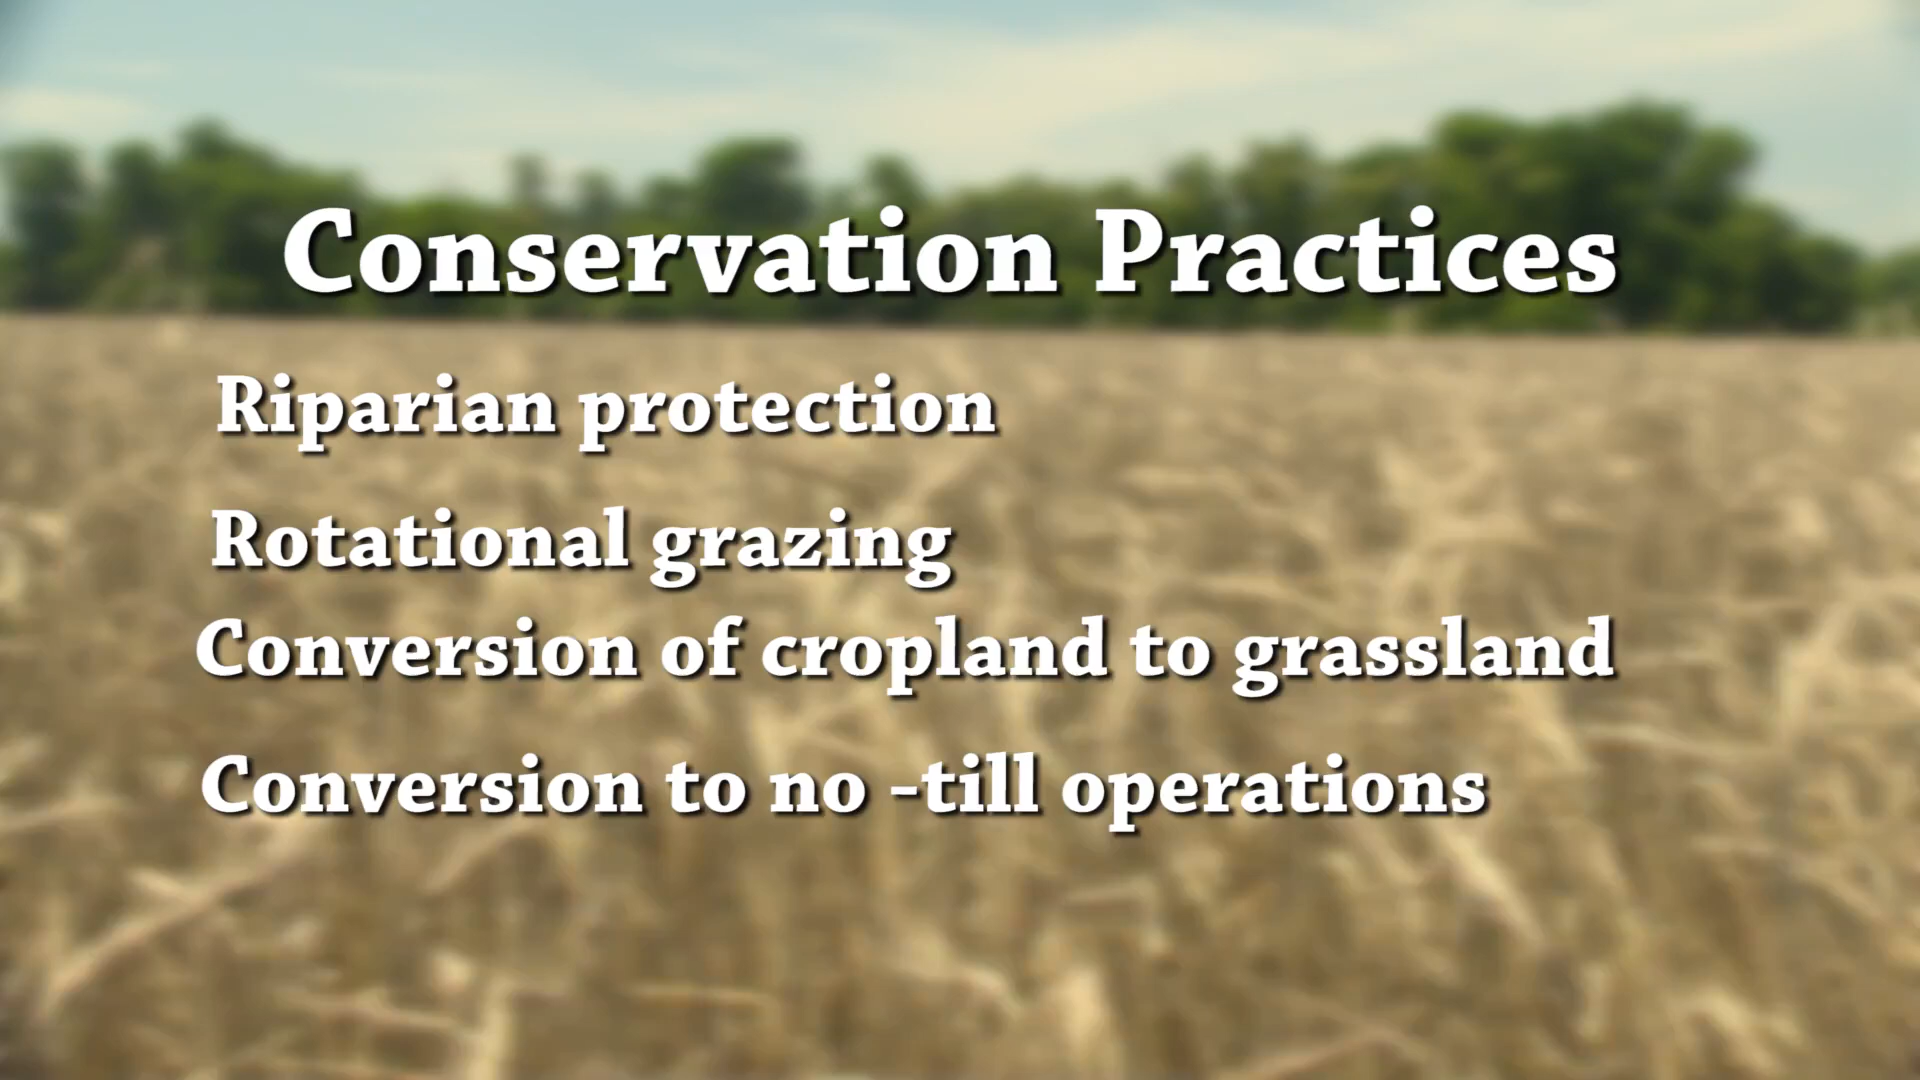 Conservation Practices
Riparian protection
Rotational grazing
Conversion of cropland to grassland
Conversion to no -till operations